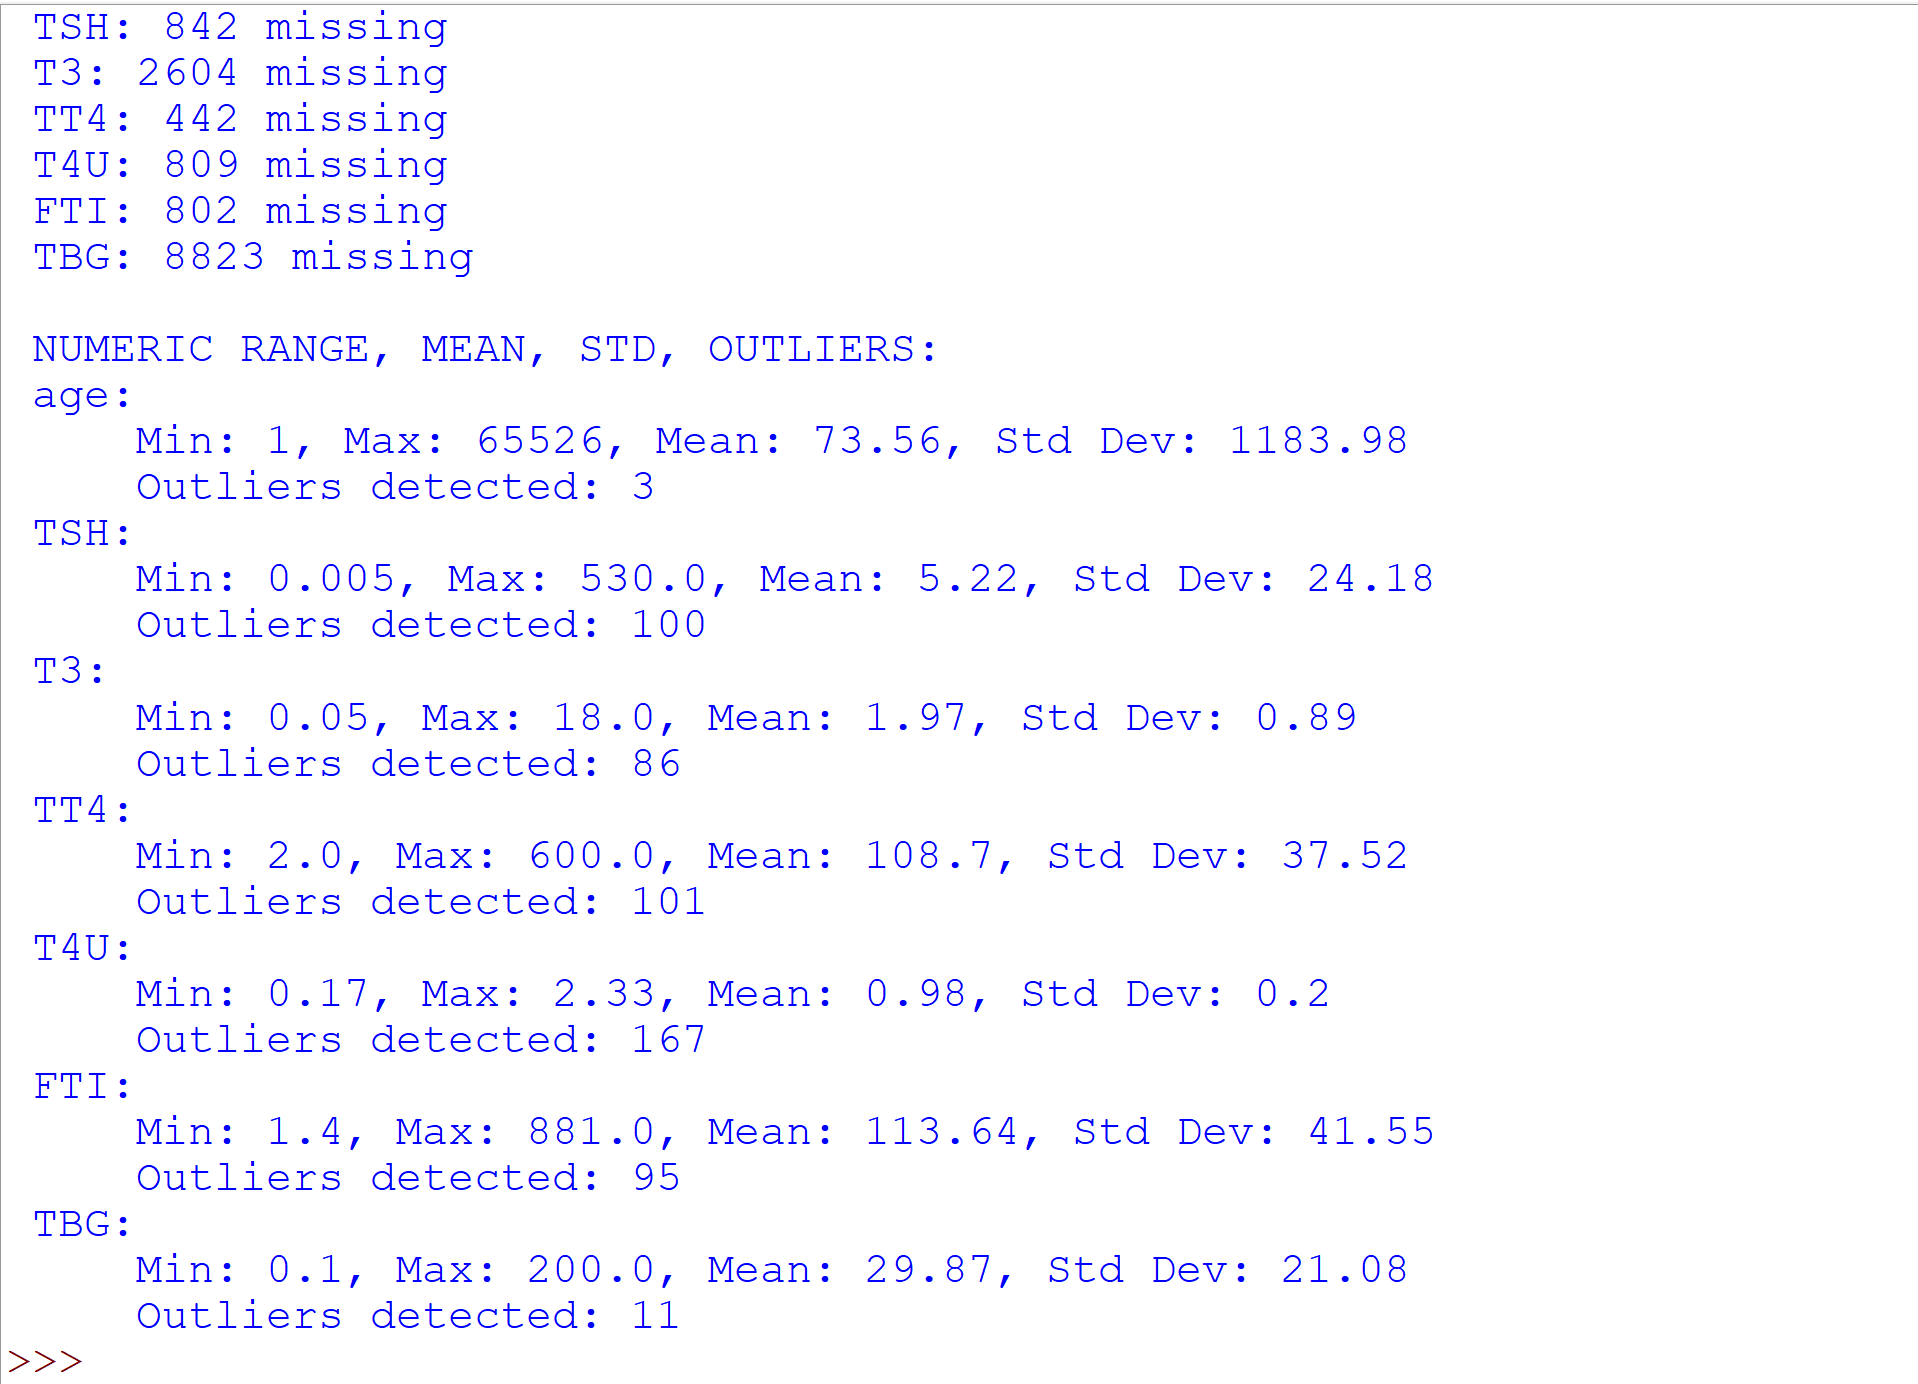 TSH: 842 missing
T3: 2604 missing
TT4: 442 missing
T4U: 809 missing
FTI: 802 missing
TBG: 8823 missing
NUMERIC RANGE, MEAN, STD, OUTLIERS:
age:
Min: 1, Max: 65526, Mean: 73.56, Std Dev: 1183.98
Outliers detected: 3
TSH:
Min: 0.005, Max: 530.0, Mean: 5.22, Std Dev: 24.18
Outliers detected: 100
T3:
Min: 0.05, Max: 18.0, Mean: 1.97, Std Dev: 0.89
Outliers detected: 86
TT4:
Min: 2.0, Max: 600.0, Mean: 108.7, Std Dev: 37.52
Outliers detected: 101
T4U:
Min: 0.17, Max: 2.33, Mean: 0.98, Std Dev: 0.2
Outliers detected: 167
FTI:
Min: 1.4, Max: 881.0, Mean: 113.64, Std Dev: 41.55
Outliers detected: 95
TBG:
Min: 0.1, Max: 200.0, Mean: 29.87, Std Dev: 21.08
Outliers detected: 11
>>>